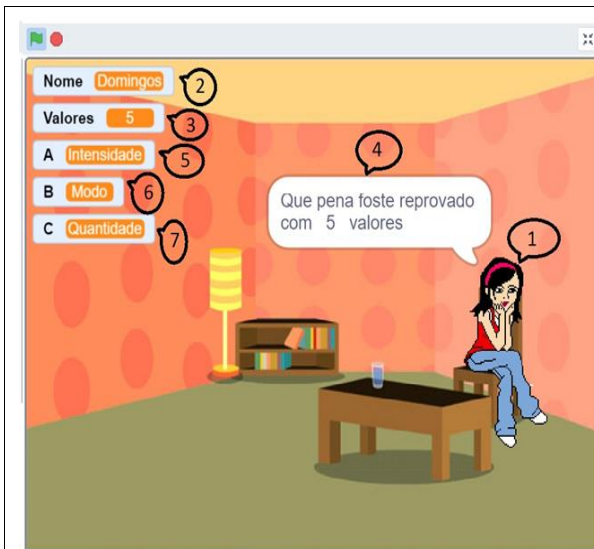 Nome Domingos 2
Valores 5 3
A Intensidade 5
B Modo 6
C Quantidade 7
4
Que pena foste reprovado
com 5 valores
1